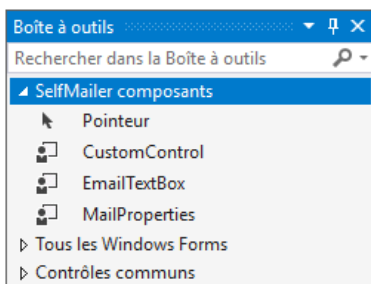 Boîte à outils
Rechercher dans la Boîte à outils
SelfMailer composants
Pointeur
CustomControl
EmailTextBox
MailProperties
Tous les Windows Forms
Contrôles communs